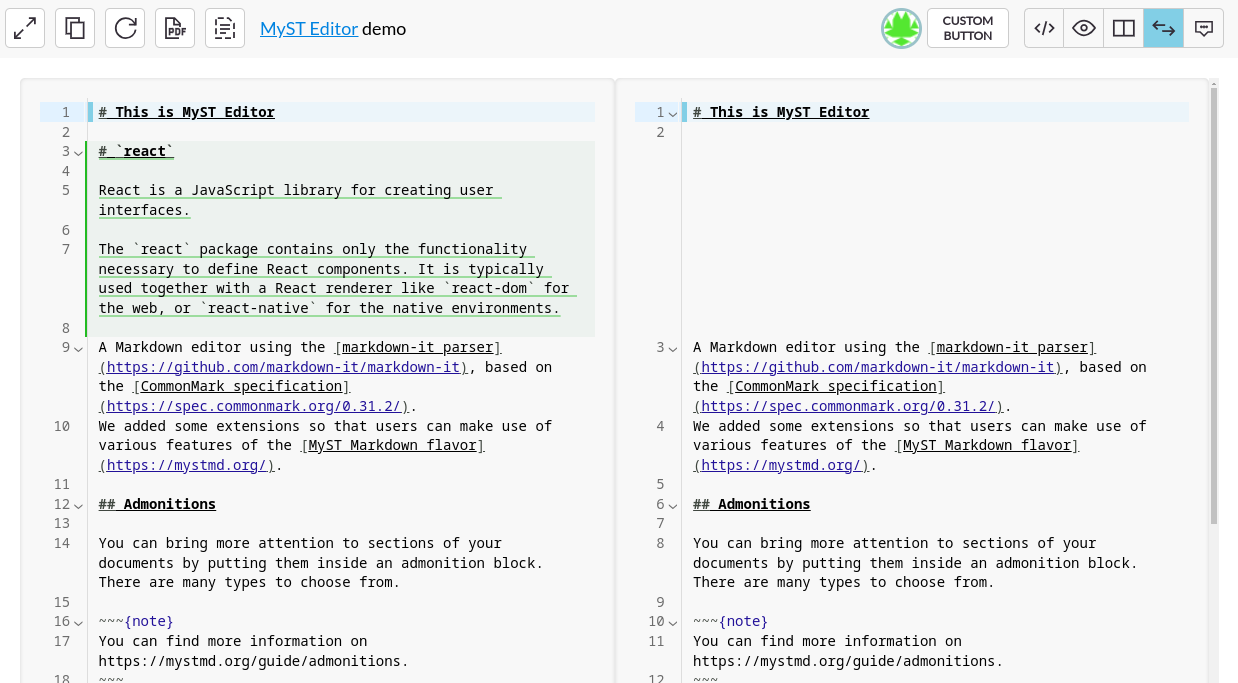 PDF
MyST Editor demo
CUSTOM
BUTTON
1 # This is MyST Editor
2
3 # `react`
4
5 React is a JavaScript library for creating user
interfaces.
6
7 The `react` package contains only the functionality
necessary to define React components. It is typically
used together with a React renderer like `react-dom` for
the web, or `react-native` for the native environments.
8
9 A Markdown editor using the [markdown-it parser]
(https://github.com/markdown-it/markdown-it), based on
the [CommonMark specification]
(https://spec.commonmark.org/0.31.2/).
10 We added some extensions so that users can make use of
various features of the [MyST Markdown flavor]
(https://mystmd.org/).
11
12 ## Admonitions
13
14 You can bring more attention to sections of your
documents by putting them inside an admonition block.
There are many types to choose from.
15
16 ~~~{note}
17 You can find more information on
https://mystmd.org/guide/admonitions.
18 ~~~
1 # This is MyST Editor
2
3 A Markdown editor using the [markdown-it parser]
(https://github.com/markdown-it/markdown-it), based on
the [CommonMark specification]
(https://spec.commonmark.org/0.31.2/).
4 We added some extensions so that users can make use of
various features of the [MyST Markdown flavor]
(https://mystmd.org/).
5
6 ## Admonitions
7
8 You can bring more attention to sections of your
documents by putting them inside an admonition block.
There are many types to choose from.
9
10 ~~~{note}
11 You can find more information on
https://mystmd.org/guide/admonitions.
12 ~~~